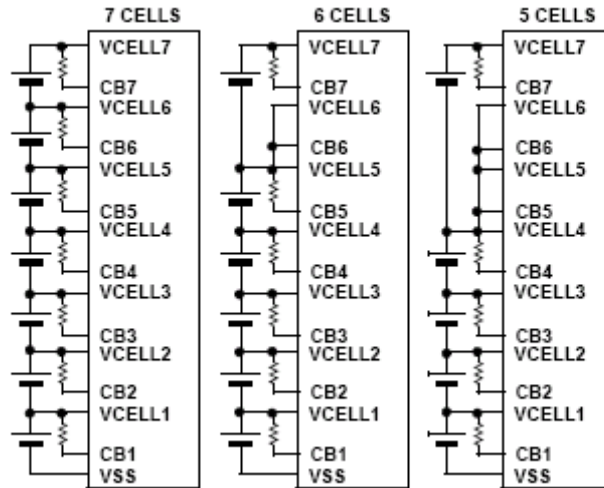 7 CELLS
VCELL7
CB7
VCELL6
CB6
VCELL5
CB5
VCELL4
CB4
VCELL3
CB3
VCELL2
CB2
VCELL1
CB1
VSS
6 CELLS
VCELL7
CB7
VCELL6
CB6
VCELL5
CB5
VCELL4
CB4
VCELL3
CB3
VCELL2
CB2
VCELL1
CB1
VSS
5 CELLS
VCELL7
CB7
VCELL6
CB6
VCELL5
CB5
VCELL4
CB4
VCELL3
CB3
VCELL2
CB2
VCELL1
CB1
VSS